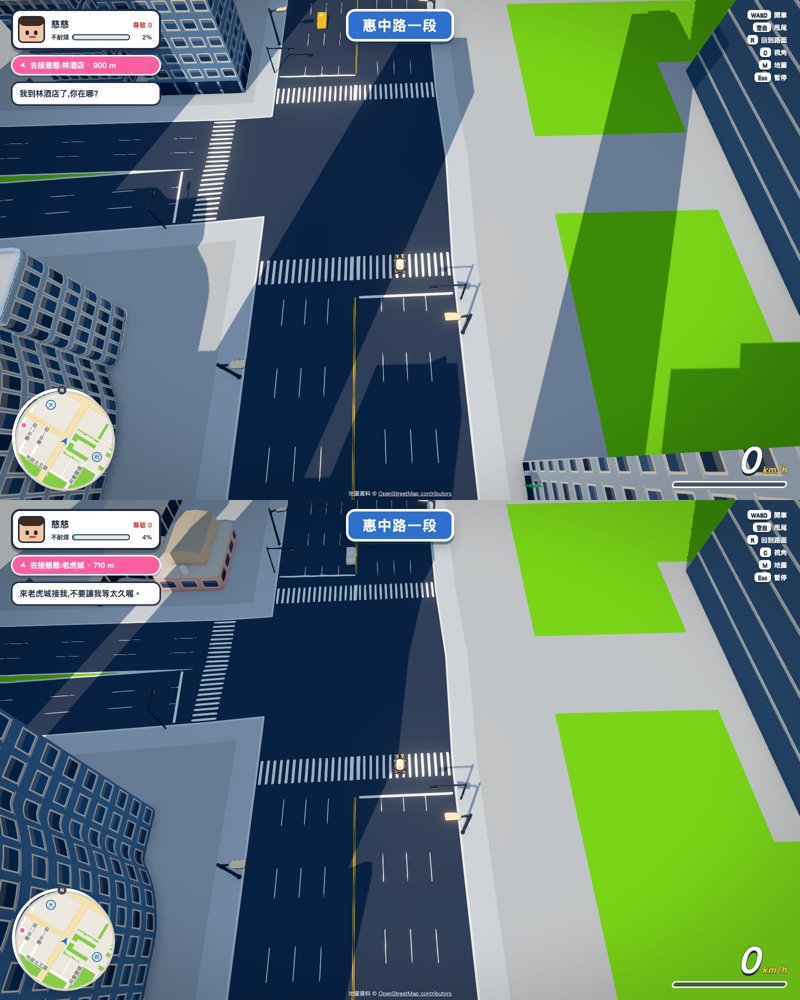 慈慈
尊敬 0
不耐煩
2%
去接慈慈:林酒店・900 m
我到林酒店了,你在哪?
惠中路一段
WASD 開車
空白 甩尾
R 回到路面
C 視角
M 地圖
Esc 暫停
N
地圖資料 © OpenStreetMap contributors
0 km/h
慈慈
尊敬 0
不耐煩
4%
去接慈慈:老虎城・710 m
來老虎城接我,不要讓我等太久喔。
惠中路一段
WASD 開車
空白 甩尾
R 回到路面
C 視角
M 地圖
Esc 暫停
N
地圖資料 © OpenStreetMap contributors
0 km/h